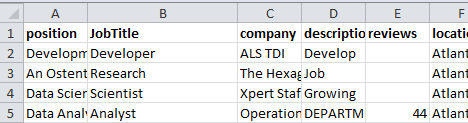 A B C D E F
1 position JobTitle company descriptio reviews locatio
2 Developm Developer ALS TDI Develop Atlant
3 An Ostent Research The Hexag Job Atlant
4 Data Scien Scientist Xpert Staf Growing Atlant
5 Data Analy Analyst Operation DEPARTM 44 Atlant